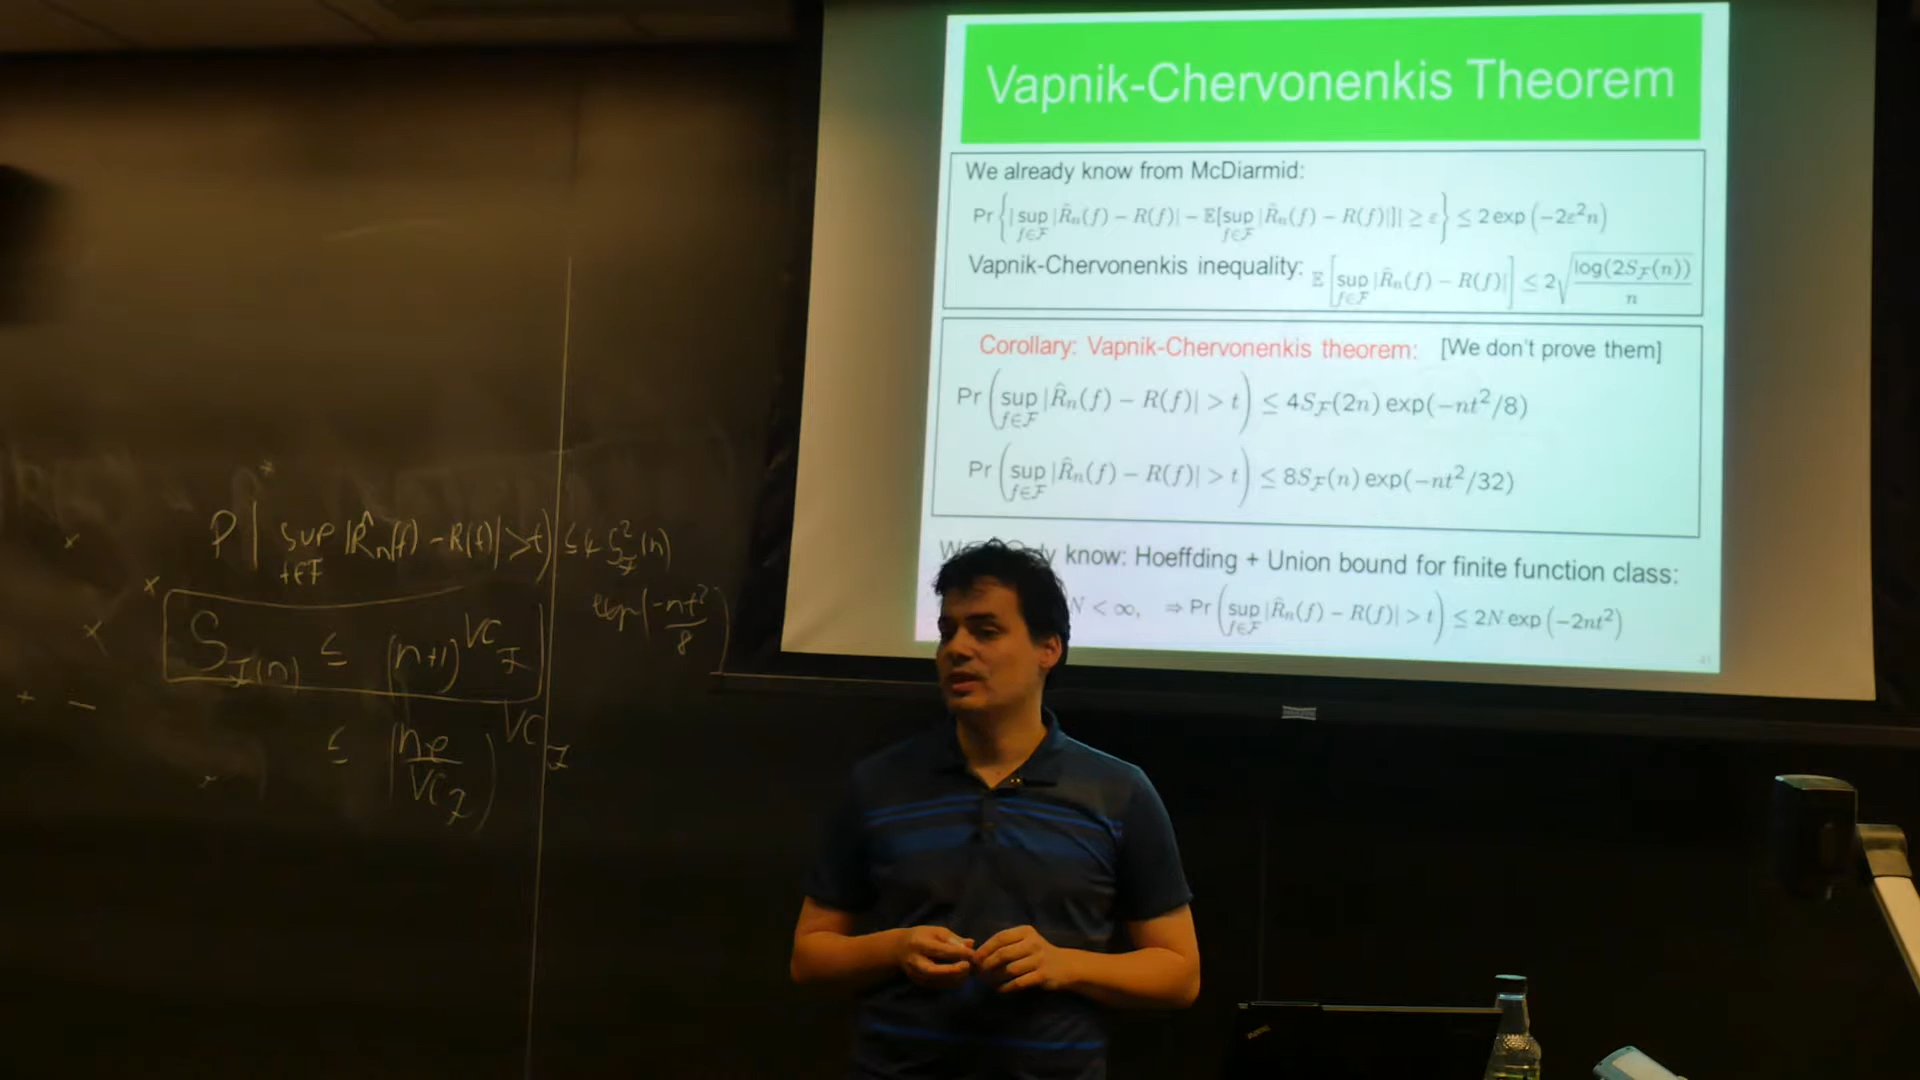 Vapnik-Chervonenkis Theorem
We already know from McDiarmid:
Pr{|sup_{f∈F} |R̂_n(f) − R(f)| − 𝔼[sup_{f∈F} |R̂_n(f) − R(f)|]| ≥ ε} ≤ 2 exp(−2ε²n)
Vapnik-Chervonenkis inequality: 𝔼[sup_{f∈F} |R̂_n(f) − R(f)|] ≤ 2√(log(2S_F(n))/n)
Corollary: Vapnik-Chervonenkis theorem: [We don't prove them]
Pr(sup_{f∈F} |R̂_n(f) − R(f)| > t) ≤ 4S_F(2n) exp(−nt²/8)
Pr(sup_{f∈F} |R̂_n(f) − R(f)| > t) ≤ 8S_F(n) exp(−nt²/32)
know: Hoeffding + Union bound for finite function class:
N < ∞, ⇒ Pr(sup_{f∈F} |R̂_n(f) − R(f)| > t) ≤ 2N exp(−2nt²)
41
P| sup_{f∈F} |R̂_n(f) − R(f)| > t) ≤ 4 S²_F(n)
exp(−nt²/8)
S_F(n) ≤ (n+1)^{VC_F}
≤ (ne/VC_F)^{VC_F}